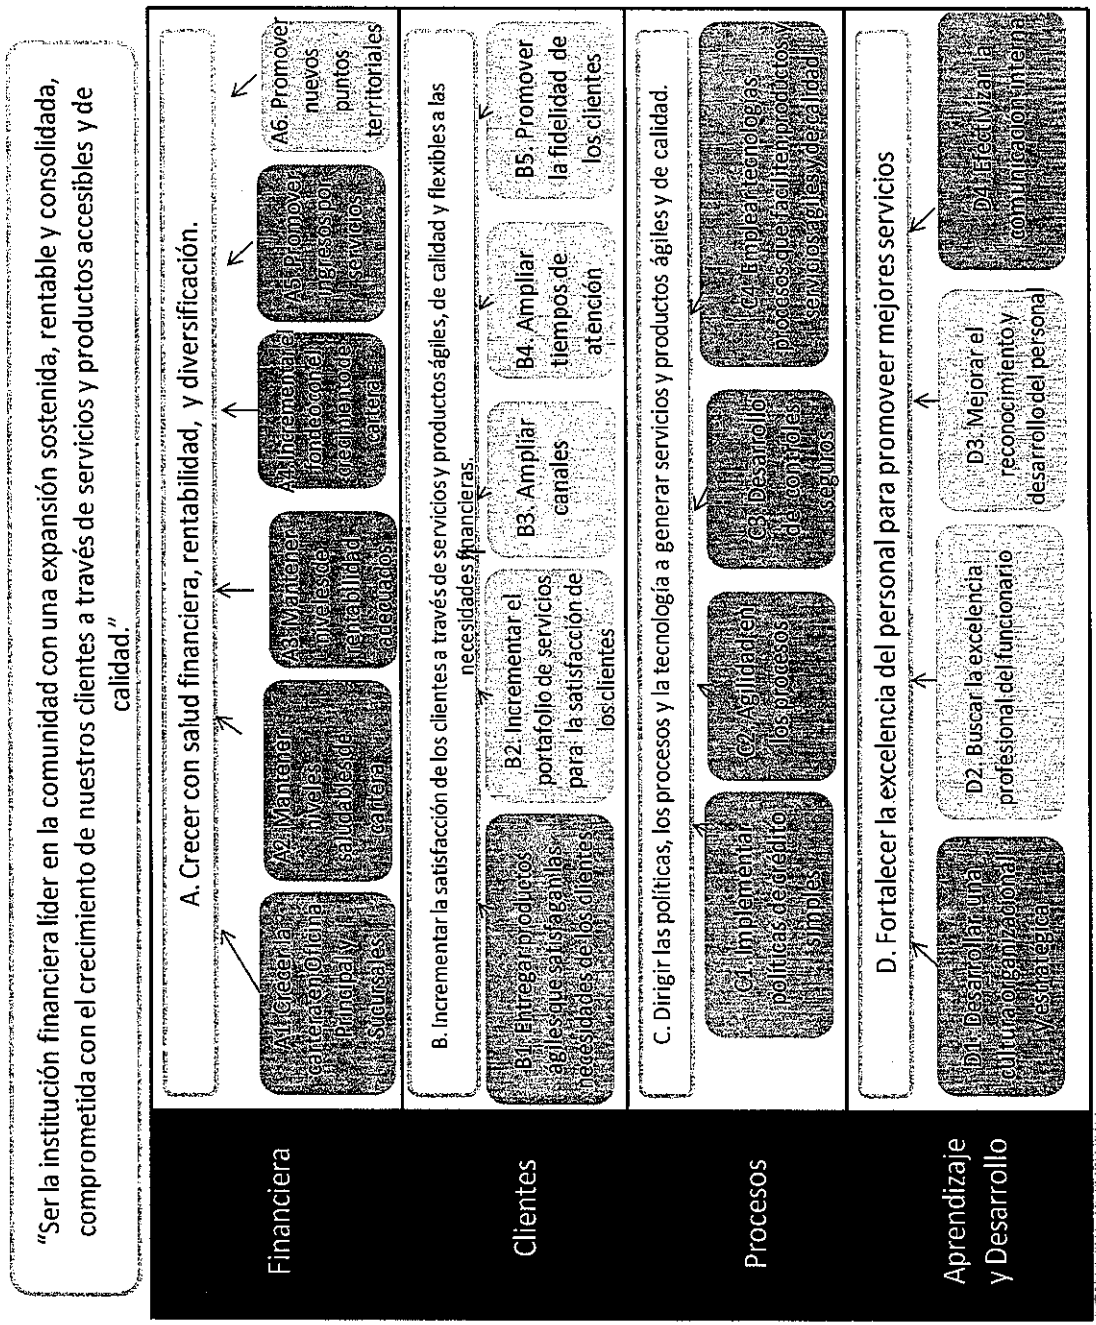 “Ser la institución financiera líder en la comunidad con una expansión sostenida, rentable y consolidada,
comprometida con el crecimiento de nuestros clientes a través de servicios y productos accesibles y de
calidad.”
Financiera
A. Crecer con salud financiera, rentabilidad, y diversificación.
A1. Crecer la
cartera en Oficina
Principal y
Sucursales
A2. Mantener
niveles
saludables de
cartera
A3. Mantener
niveles de
rentabilidad
adecuados
A4. Incrementar el
fondeo con el
crecimiento de
cartera
A5. Promover
ingresos por
servicios
A6. Promover
nuevos
puntos
territoriales
Clientes
B. Incrementar la satisfacción de los clientes a través de servicios y productos ágiles, de calidad y flexibles a las
necesidades financieras.
B1. Entregar productos
ágiles que satisfagan las
necesidades de los clientes
B2. Incrementar el
portafolio de servicios
para la satisfacción de
los clientes
B3. Ampliar
canales
B4. Ampliar
tiempos de
atención
B5. Promover
la fidelidad de
los clientes
Procesos
C. Dirigir las políticas, los procesos y la tecnología a generar servicios y productos ágiles y de calidad.
C1. Implementar
políticas de crédito
simples
C2. Agilidad en
los procesos
C3. Desarrollo
de controles
seguros
C4. Emplear tecnologías,
procesos que faciliten productos y
servicios ágiles y de calidad
Aprendizaje
y Desarrollo
D. Fortalecer la excelencia del personal para promover mejores servicios
D1. Desarrollar una
cultura organizacional
y estratégica
D2. Buscar la excelencia
profesional del funcionario
D3. Mejorar el
reconocimiento y
desarrollo del personal
D4. Efectivizar la
comunicación interna